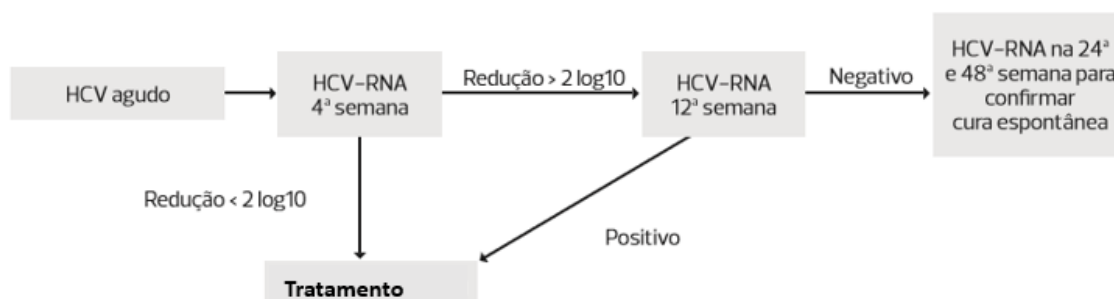 HCV agudo
HCV-RNA
4ª semana
Redução > 2 log10
HCV-RNA
12ª semana
Negativo
HCV-RNA na 24ª
e 48ª semana para
confirmar
cura espontânea
Redução < 2 log10
Positivo
Tratamento